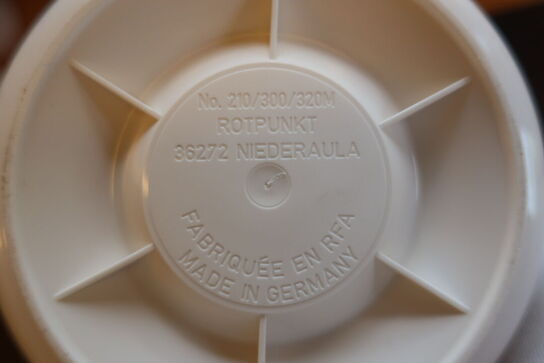 No. 210/300/320M
ROTPUNKT
36272 NIEDERAULA
FABRIQUÉE EN RFA
MADE IN GERMANY